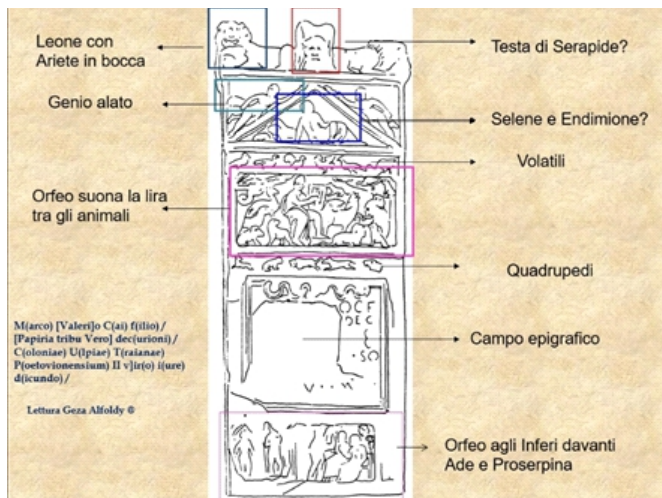 Leone con
Ariete in bocca
Testa di Serapide?
Genio alato
Selene e Endimione?
Volatili
Orfeo suona la lira
tra gli animali
Quadrupedi
M(arco) [Valeri]o C(ai) f(ilio)/
[Papiria tribu Vero] dec(urioni)/
C(oloniae) U(lpiae) T(raianae)
P(oetovionensium) II v]ir(o) i(ure)
d(icundo)/
Campo epigrafico
Lettura Geza Alfoldy ®
Orfeo agli Inferi davanti
Ade e Proserpina